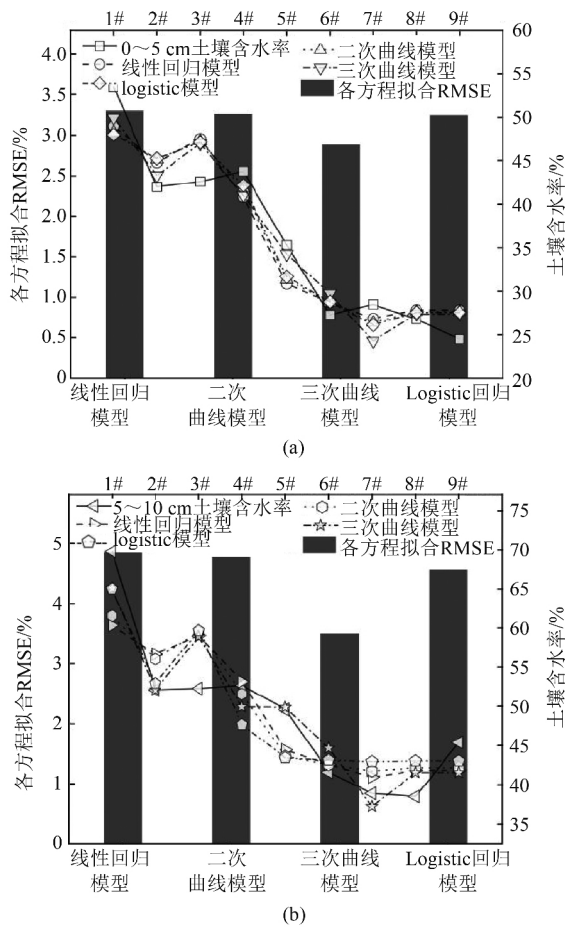 1# 2# 3# 4# 5# 6# 7# 8# 9#
0～5 cm土壤含水率
线性回归模型
logistic模型
二次曲线模型
三次曲线模型
各方程拟合RMSE
各方程拟合RMSE/%
4.0
3.5
3.0
2.5
2.0
1.5
1.0
0.5
0
土壤含水率/%
60
55
50
45
40
35
30
25
20
线性回归
模型
二次
曲线模型
三次曲线
模型
Logistic回归
模型
(a)
1# 2# 3# 4# 5# 6# 7# 8# 9#
5～10 cm土壤含水率
线性回归模型
logistic模型
二次曲线模型
三次曲线模型
各方程拟合RMSE
各方程拟合RMSE/%
5
4
3
2
1
0
土壤含水率/%
75
70
65
60
55
50
45
40
35
线性回归
模型
二次
曲线模型
三次曲线
模型
Logistic回归
模型
(b)